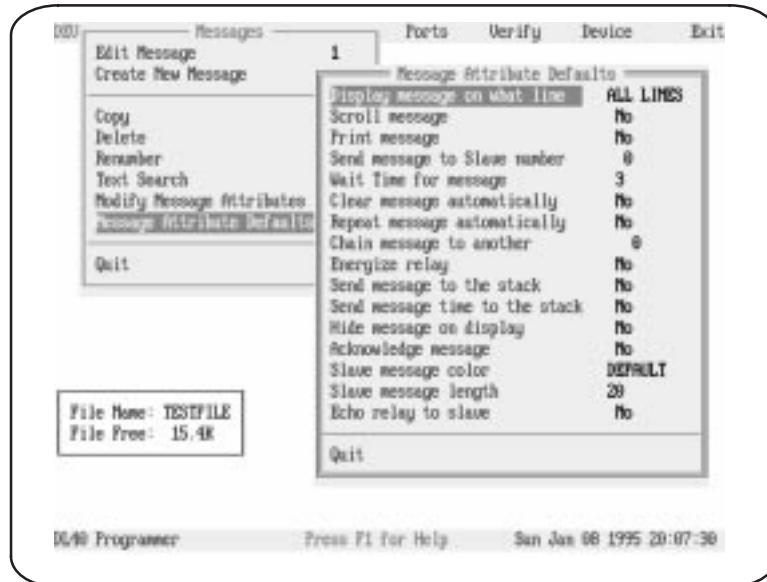 Messages Ports Verify Device Exit
Edit Message 1
Create New Message
Copy
Delete
Renumber
Text Search
Modify Message Attributes
Message Attribute Defaults
Quit
Message Attribute Defaults
Display message on what line ALL LINES
Scroll message No
Print message No
Send message to Slave number 0
Wait Time for message 3
Clear message automatically No
Repeat message automatically No
Chain message to another 0
Energize relay No
Send message to the stack No
Send message time to the stack No
Hide message on display No
Acknowledge message No
Slave message color DEFAULT
Slave message length 20
Echo relay to slave No
Quit
File Name: TESTFILE
File Free: 15.4K
DL40 Programmer Press F1 for Help Sun Jan 08 1995 20:07:30